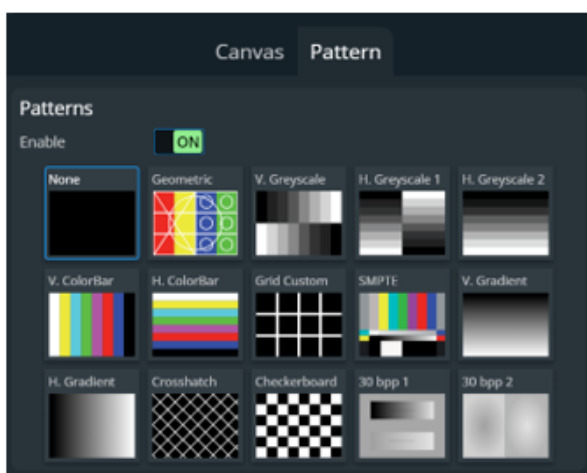 Canvas Pattern
Patterns
Enable ON
None Geometric V. Greyscale H. Greyscale 1 H. Greyscale 2
V. ColorBar H. ColorBar Grid Custom SMPTE V. Gradient
H. Gradient Crosshatch Checkerboard 30 bpp 1 30 bpp 2